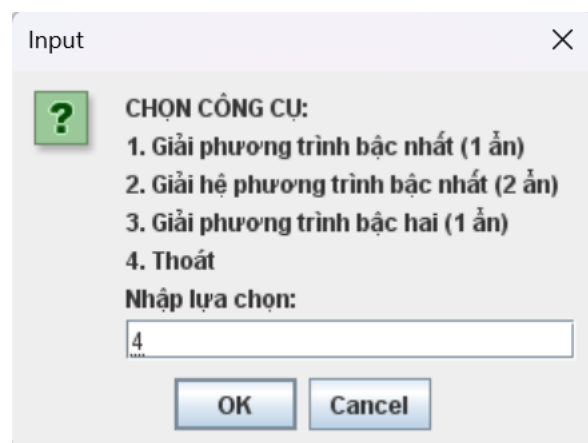 Input
CHỌN CÔNG CỤ:
1. Giải phương trình bậc nhất (1 ẩn)
2. Giải hệ phương trình bậc nhất (2 ẩn)
3. Giải phương trình bậc hai (1 ẩn)
4. Thoát
Nhập lựa chọn:
4
OK Cancel